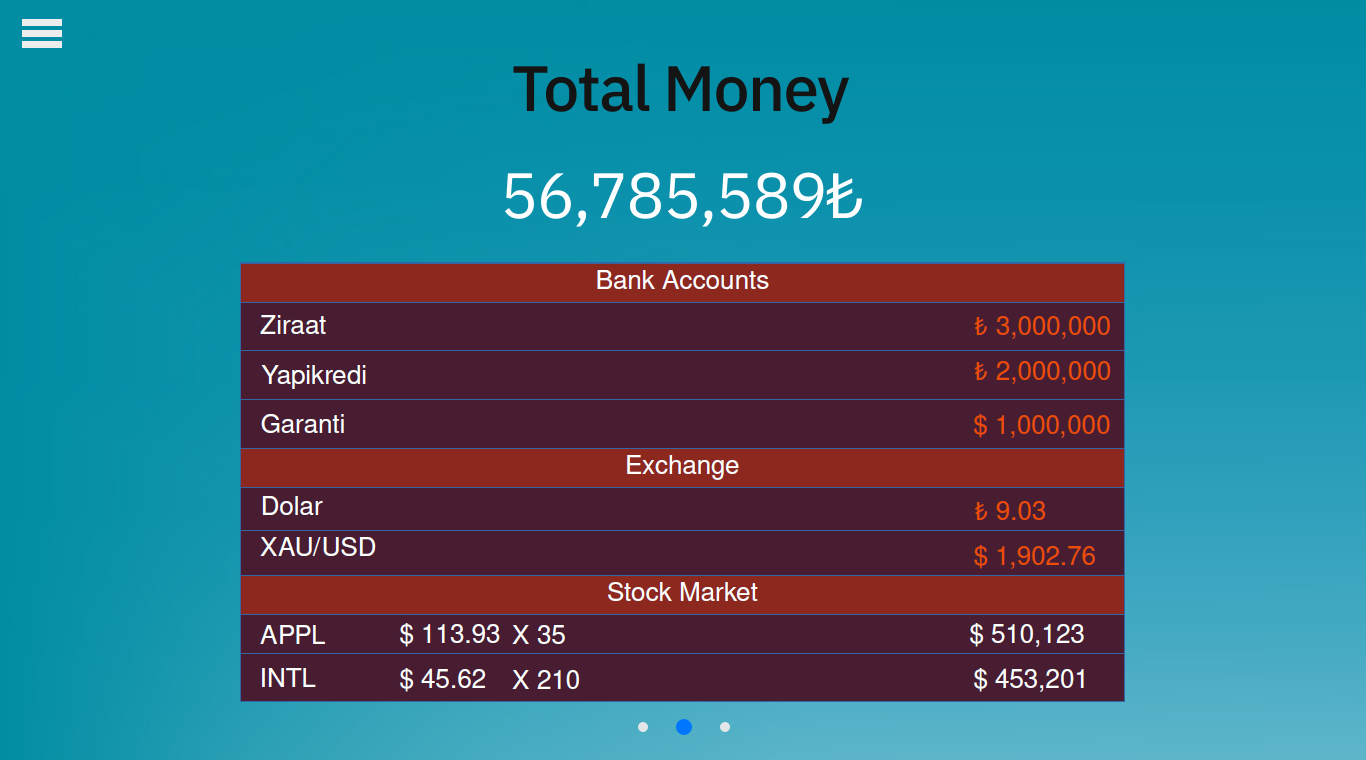 Total Money
56,785,589₺
Bank Accounts
Ziraat ₺ 3,000,000
Yapikredi ₺ 2,000,000
Garanti $ 1,000,000
Exchange
Dolar ₺ 9.03
XAU/USD $ 1,902.76
Stock Market
APPL $ 113.93 X 35 $ 510,123
INTL $ 45.62 X 210 $ 453,201